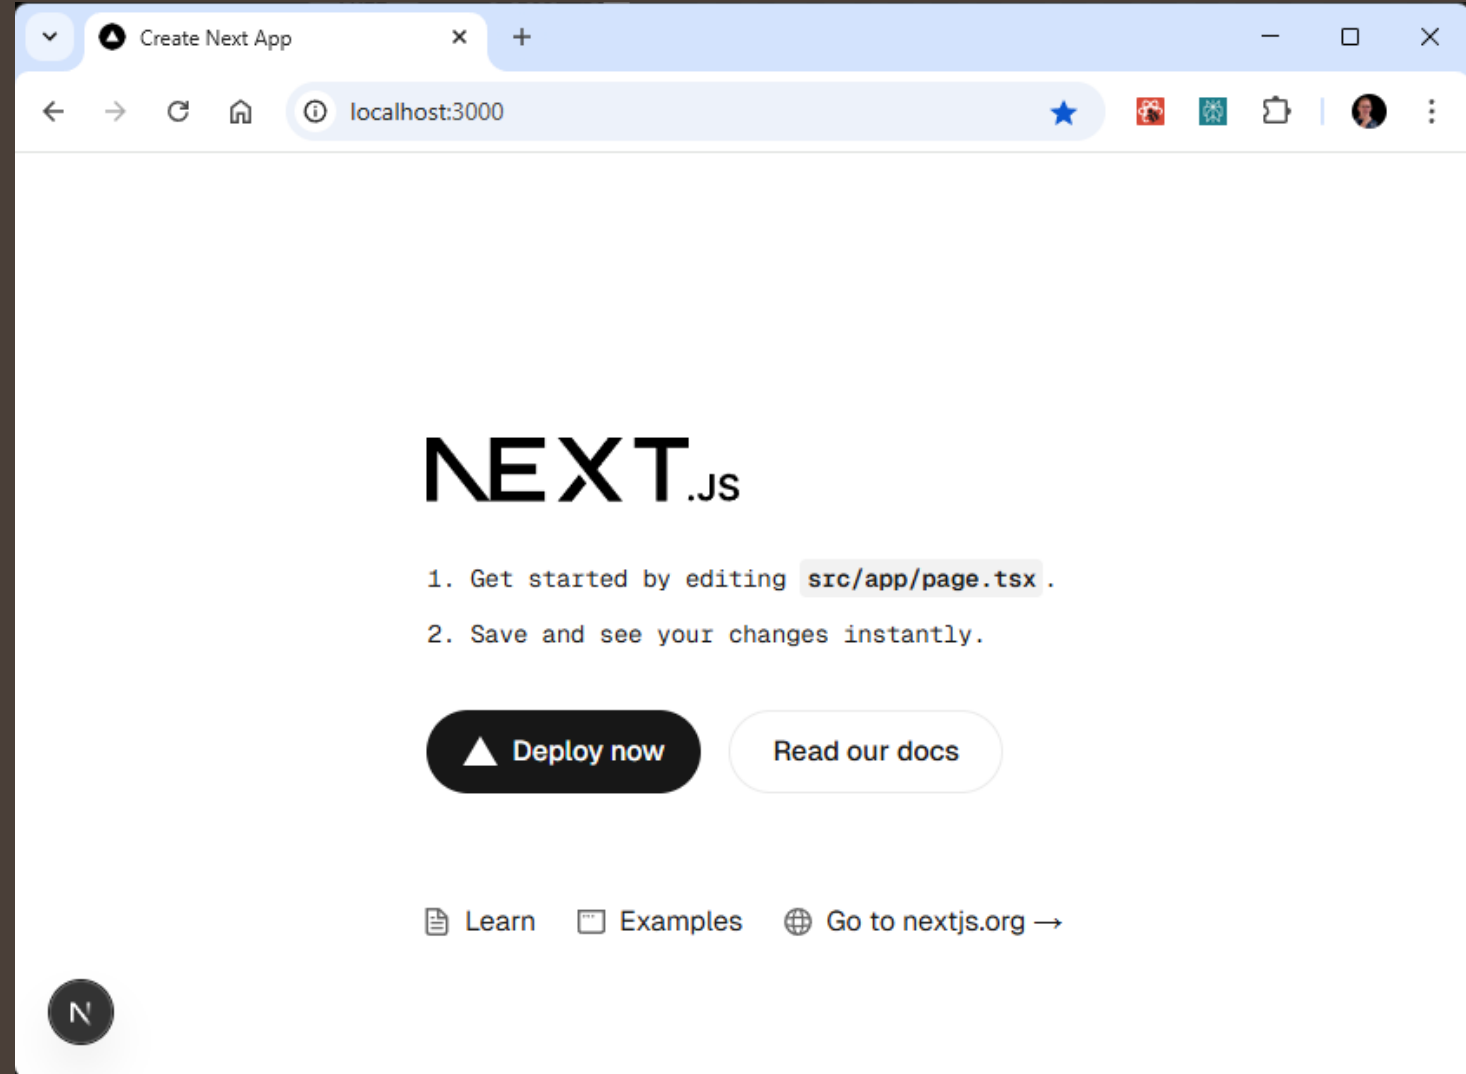 Create Next App
localhost:3000
NEXT.JS
1. Get started by editing src/app/page.tsx.
2. Save and see your changes instantly.
Deploy now
Read our docs
Learn
Examples
Go to nextjs.org →
N